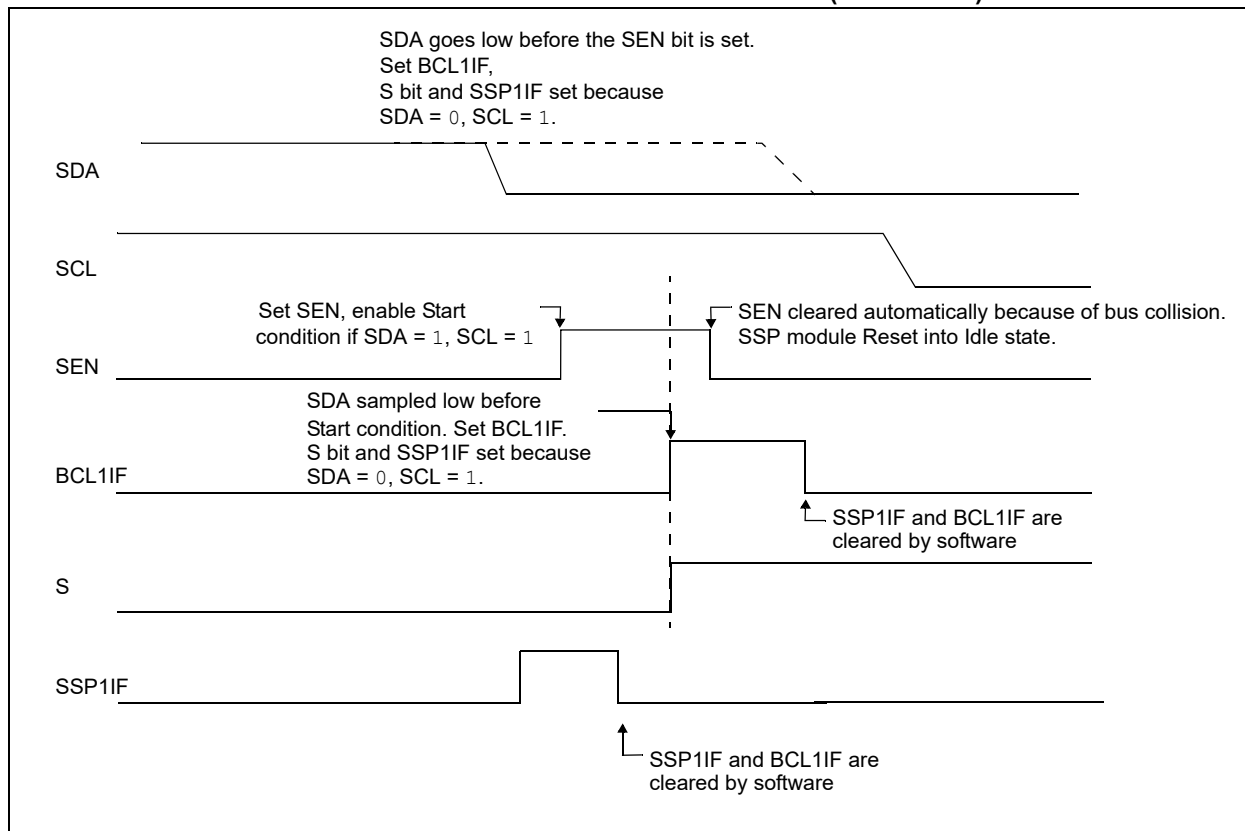 SDA goes low before the SEN bit is set.
Set BCL1IF,
S bit and SSP1IF set because
SDA = 0, SCL = 1.
SDA
SCL
Set SEN, enable Start
condition if SDA = 1, SCL = 1
SEN cleared automatically because of bus collision.
SSP module Reset into Idle state.
SEN
SDA sampled low before
Start condition. Set BCL1IF.
S bit and SSP1IF set because
SDA = 0, SCL = 1.
BCL1IF
SSP1IF and BCL1IF are
cleared by software
S
SSP1IF
SSP1IF and BCL1IF are
cleared by software